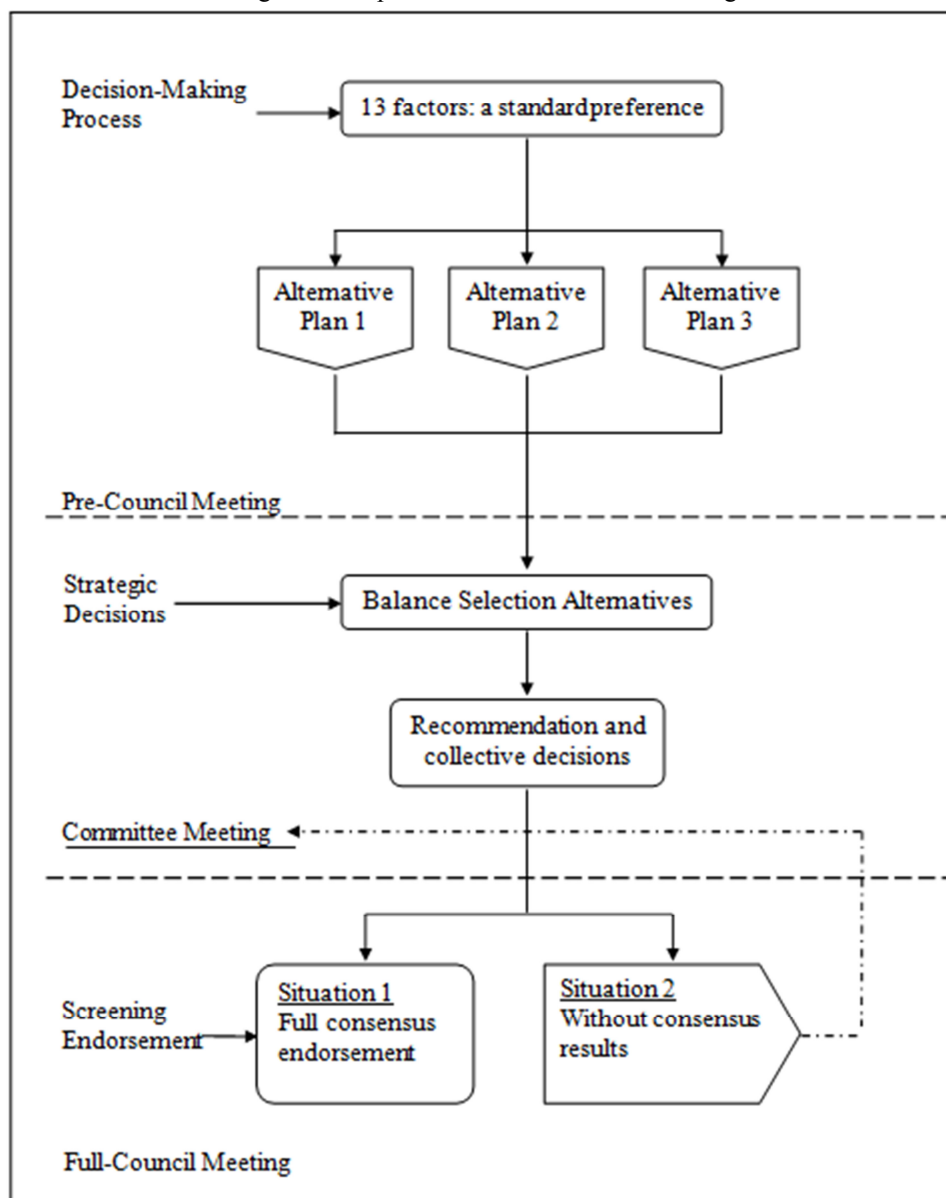 Decision-Making
Process
13 factors: a standardpreference
Alternative
Plan 1
Alternative
Plan 2
Alternative
Plan 3
Pre-Council Meeting
Strategic
Decisions
Balance Selection Alternatives
Recommendation and
collective decisions
Committee Meeting
Situation 1
Full consensus
endorsement
Situation 2
Without consensus
results
Screening
Endorsement
Full-Council Meeting